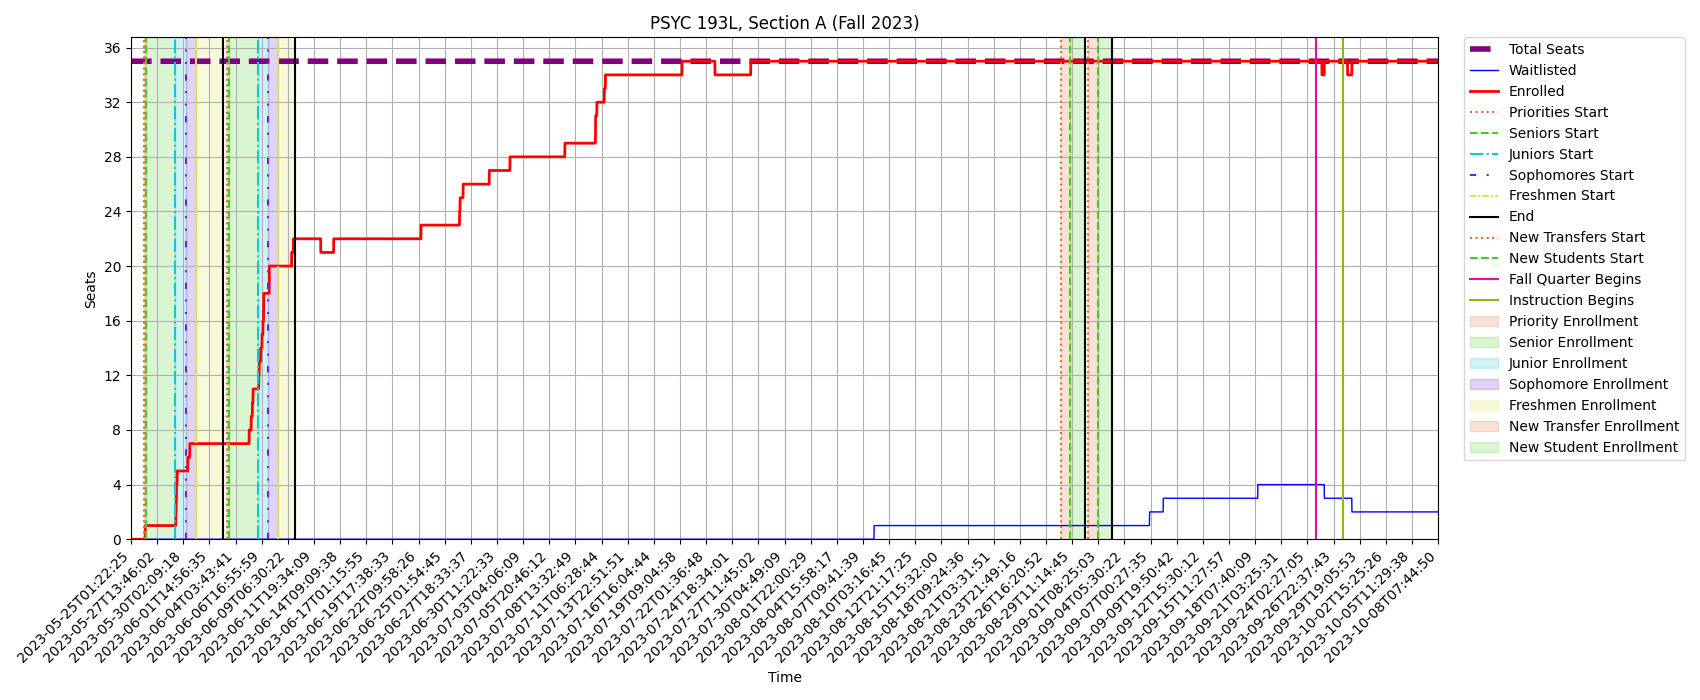 PSYC 193L, Section A (Fall 2023)
36
32
28
24
20
16
12
8
4
0
Seats
2023-05-25T01:22:25
2023-05-27T13:46:02
2023-05-30T02:09:18
2023-06-01T14:56:35
2023-06-04T03:43:41
2023-06-06T16:55:59
2023-06-09T06:30:22
2023-06-11T19:34:09
2023-06-14T09:09:38
2023-06-17T01:15:55
2023-06-19T17:38:33
2023-06-22T09:58:26
2023-06-25T01:54:45
2023-06-27T18:33:37
2023-06-30T11:22:33
2023-07-03T04:06:09
2023-07-05T20:46:12
2023-07-08T13:32:49
2023-07-11T06:28:44
2023-07-13T22:51:51
2023-07-16T16:04:44
2023-07-19T09:04:58
2023-07-22T01:36:48
2023-07-24T18:34:01
2023-07-27T11:45:02
2023-07-30T04:49:09
2023-08-01T22:00:29
2023-08-04T15:58:17
2023-08-07T09:41:39
2023-08-10T03:16:45
2023-08-12T21:17:25
2023-08-15T15:32:00
2023-08-18T09:24:36
2023-08-21T03:31:51
2023-08-23T21:49:16
2023-08-26T16:20:52
2023-08-29T11:14:45
2023-09-01T08:25:03
2023-09-04T05:30:22
2023-09-07T00:27:35
2023-09-09T19:50:42
2023-09-12T15:30:12
2023-09-15T11:27:57
2023-09-18T07:40:09
2023-09-21T03:25:31
2023-09-24T02:27:05
2023-09-26T22:37:43
2023-09-29T19:05:53
2023-10-02T15:25:26
2023-10-05T11:29:38
2023-10-08T07:44:50
Time
Total Seats
Waitlisted
Enrolled
Priorities Start
Seniors Start
Juniors Start
Sophomores Start
Freshmen Start
End
New Transfers Start
New Students Start
Fall Quarter Begins
Instruction Begins
Priority Enrollment
Senior Enrollment
Junior Enrollment
Sophomore Enrollment
Freshmen Enrollment
New Transfer Enrollment
New Student Enrollment